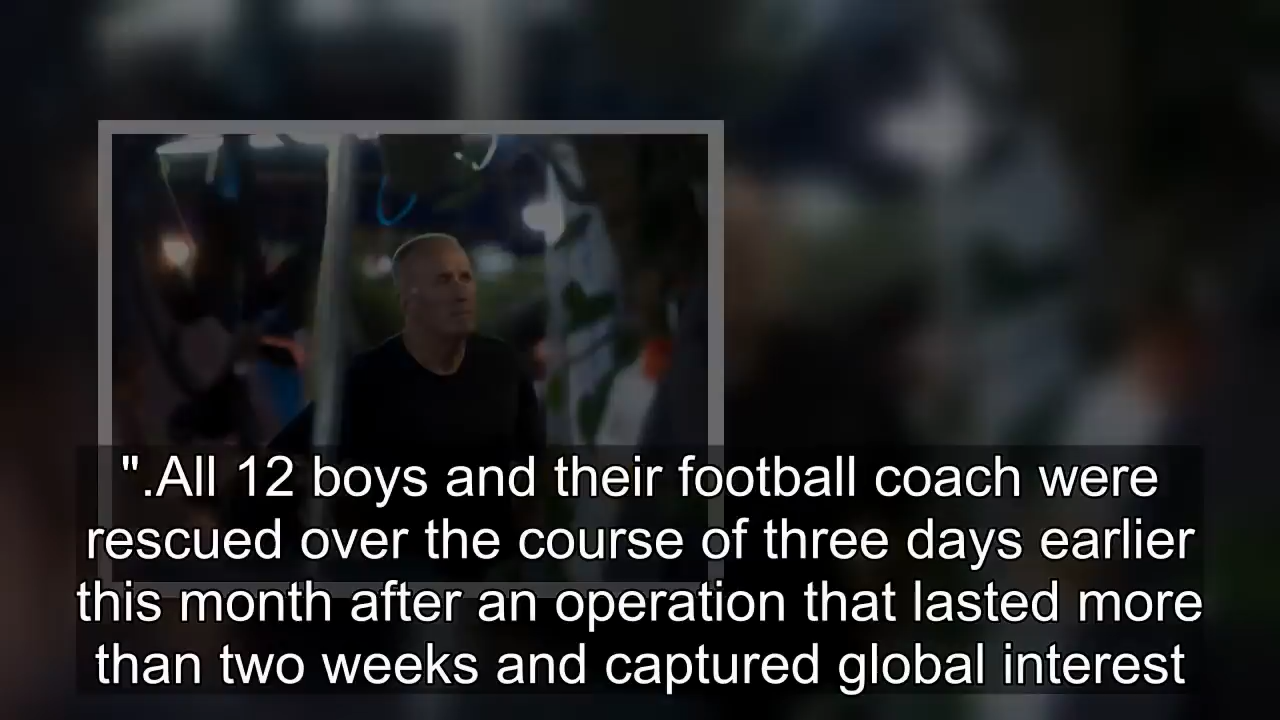 ".All 12 boys and their football coach were
rescued over the course of three days earlier
this month after an operation that lasted more
than two weeks and captured global interest